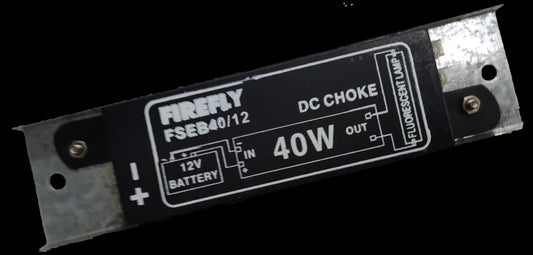 FIREFLY
FSEB40/12
DC CHOKE
FLUORESCENT LAMP
- IN
+
40W
OUT
12V
BATTERY
- +
-
+